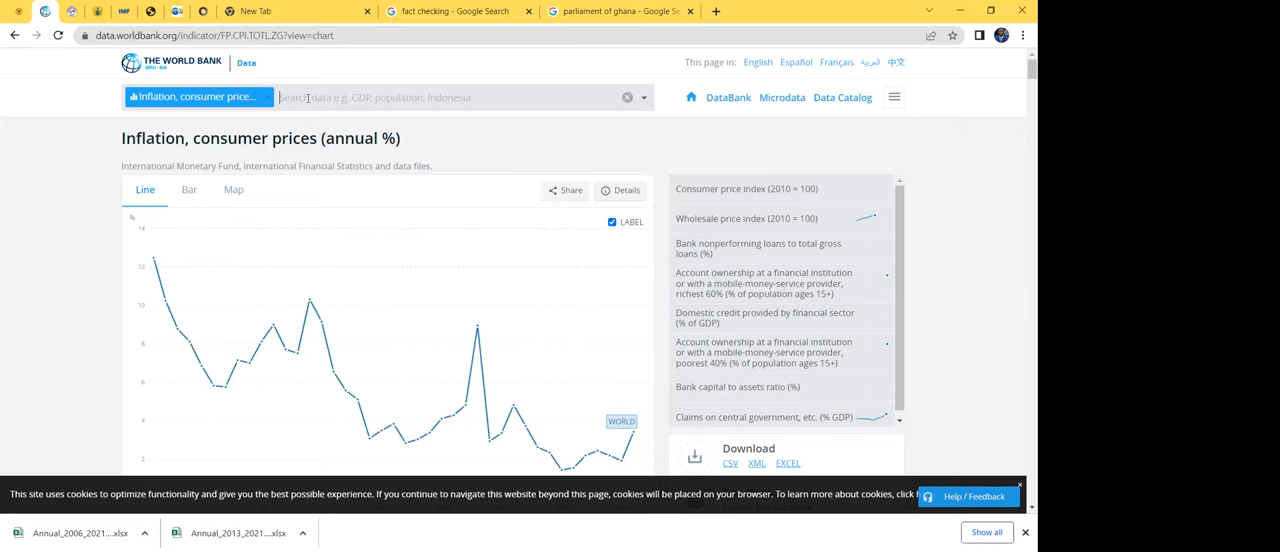 IMF
New Tab
fact checking - Google Search
parliament of ghana - Google Se
data.worldbank.org/indicator/FP.CPI.TOTL.ZG?view=chart
THE WORLD BANK
IBRD • IDA
Data
This page in: English Español Français العربية 中文
Inflation, consumer price...
Search data e.g. GDP, population, Indonesia
DataBank Microdata Data Catalog
Inflation, consumer prices (annual %)
International Monetary Fund, International Financial Statistics and data files.
Line Bar Map
Share Details
%
LABEL
14
12
10
8
6
4
2
WORLD
Consumer price index (2010 = 100)
Wholesale price index (2010 = 100)
Bank nonperforming loans to total gross
loans (%)
Account ownership at a financial institution
or with a mobile-money-service provider,
richest 60% (% of population ages 15+)
Domestic credit provided by financial sector
(% of GDP)
Account ownership at a financial institution
or with a mobile-money-service provider,
poorest 40% (% of population ages 15+)
Bank capital to assets ratio (%)
Claims on central government, etc. (% GDP)
Download
CSV XML EXCEL
This site uses cookies to optimize functionality and give you the best possible experience. If you continue to navigate this website beyond this page, cookies will be placed on your browser. To learn more about cookies, click
Help / Feedback
Annual_2006_2021....xlsx
Annual_2013_2021....xlsx
Show all